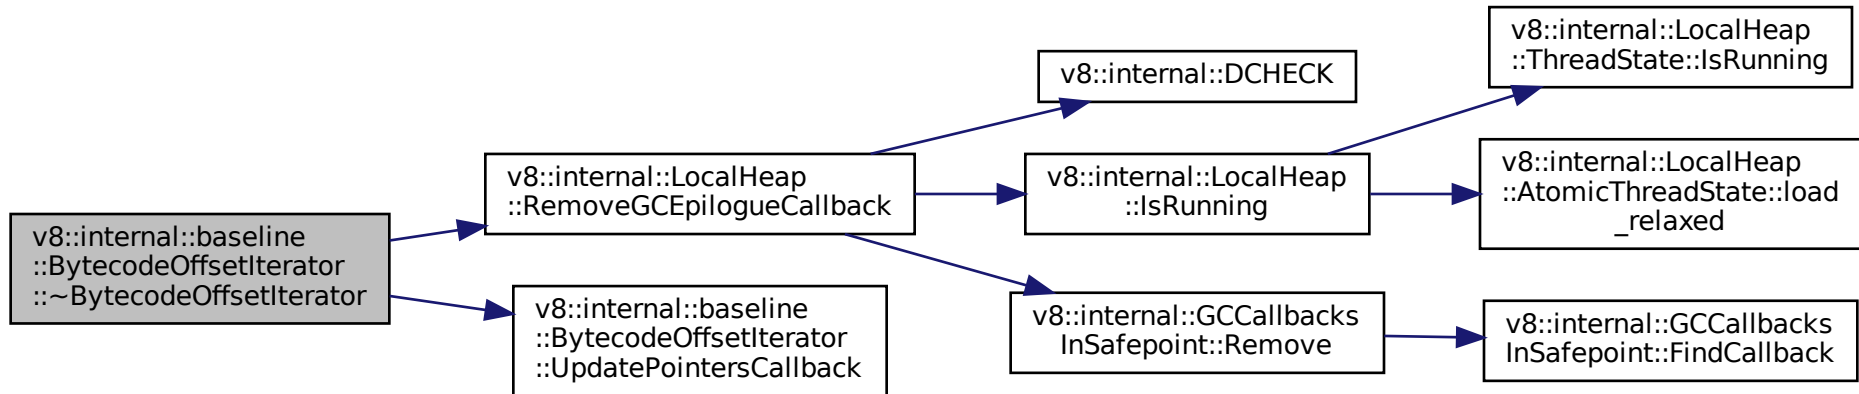 v8::internal::baseline
::BytecodeOffsetIterator
::~BytecodeOffsetIterator
v8::internal::LocalHeap
::RemoveGCEpilogueCallback
v8::internal::baseline
::BytecodeOffsetIterator
::UpdatePointersCallback
v8::internal::DCHECK
v8::internal::LocalHeap
::IsRunning
v8::internal::GCCallbacks
InSafepoint::Remove
v8::internal::LocalHeap
::ThreadState::IsRunning
v8::internal::LocalHeap
::AtomicThreadState::load
_relaxed
v8::internal::GCCallbacks
InSafepoint::FindCallback